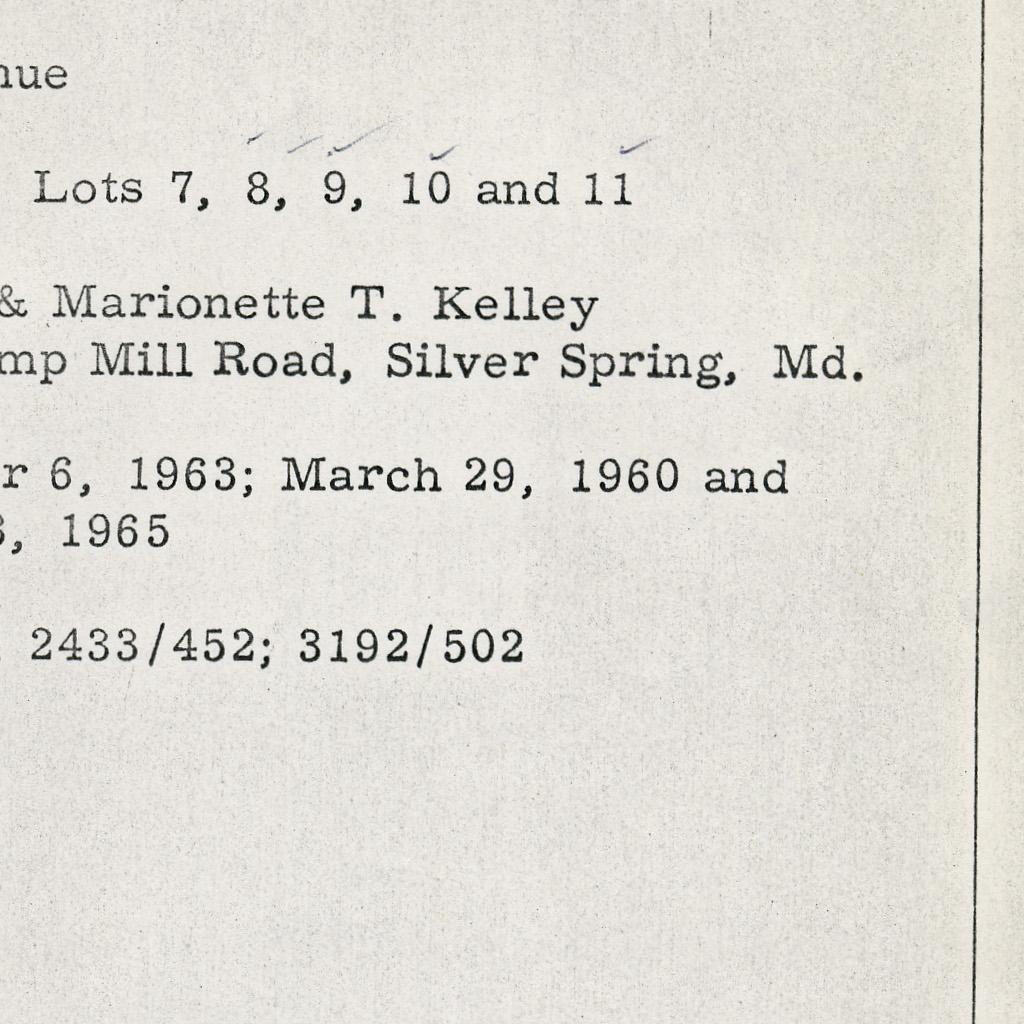 nue
Lots 7, 8, 9, 10 and 11
& Marionette T. Kelley
mp Mill Road, Silver Spring, Md.
r 6, 1963; March 29, 1960 and
3, 1965
2433/452; 3192/502